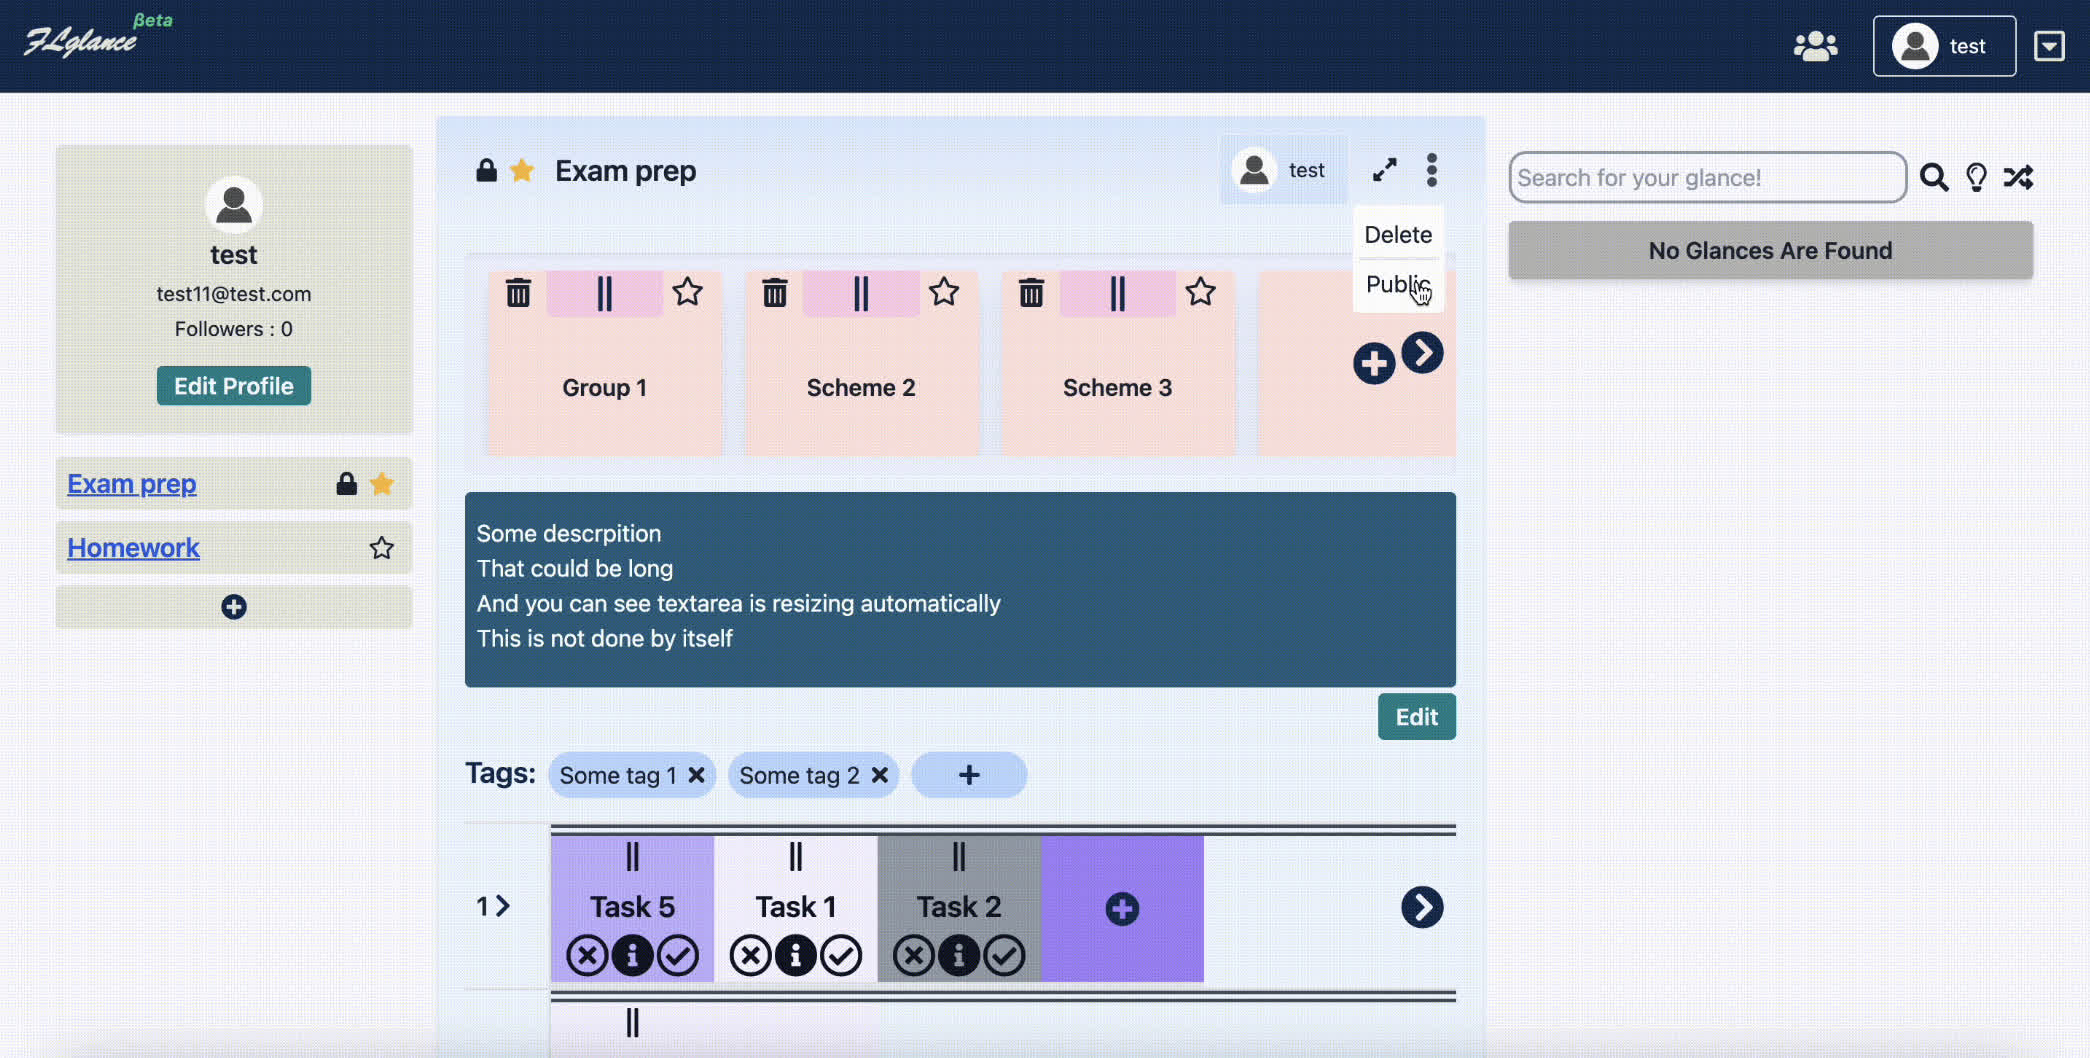 FLglance
βeta
test
test
test11@test.com
Followers : 0
Edit Profile
Exam prep
Homework
Exam prep
test
Delete
Public
Group 1
Scheme 2
Scheme 3
Some descrpition
That could be long
And you can see textarea is resizing automatically
This is not done by itself
Edit
Tags:
Some tag 1
Some tag 2
1
Task 5
Task 1
Task 2
Search for your glance!
No Glances Are Found